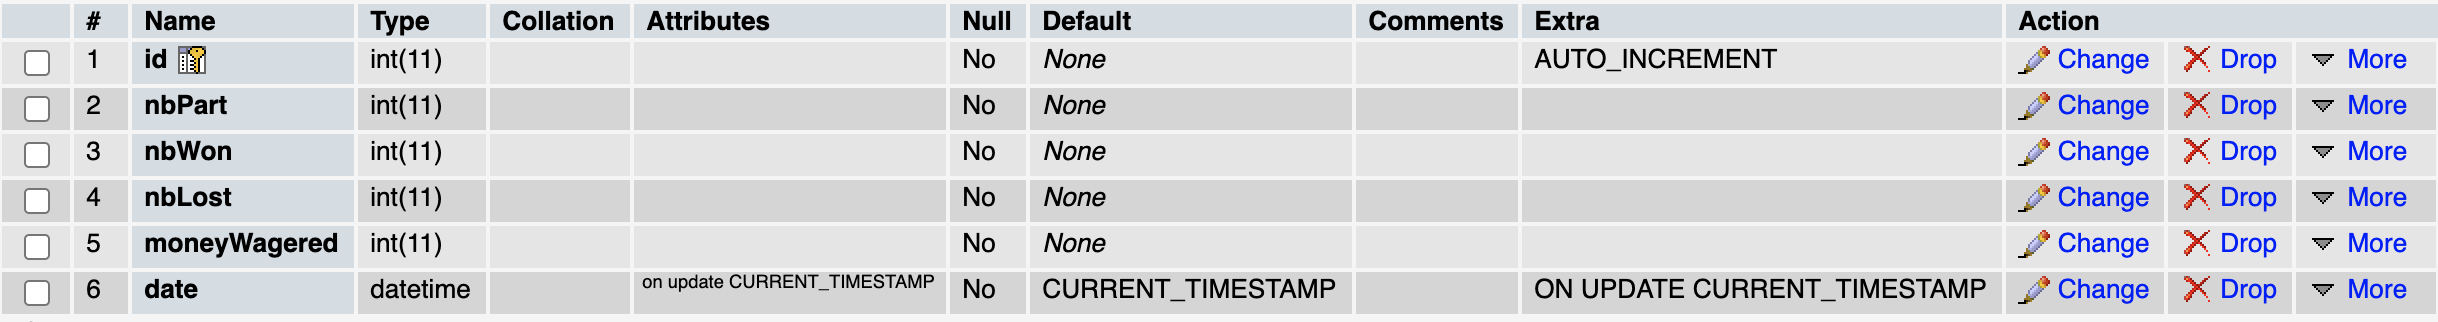 # Name Type Collation Attributes Null Default Comments Extra Action
1 id int(11) No None AUTO_INCREMENT Change Drop More
2 nbPart int(11) No None Change Drop More
3 nbWon int(11) No None Change Drop More
4 nbLost int(11) No None Change Drop More
5 moneyWagered int(11) No None Change Drop More
6 date datetime on update CURRENT_TIMESTAMP No CURRENT_TIMESTAMP ON UPDATE CURRENT_TIMESTAMP Change Drop More